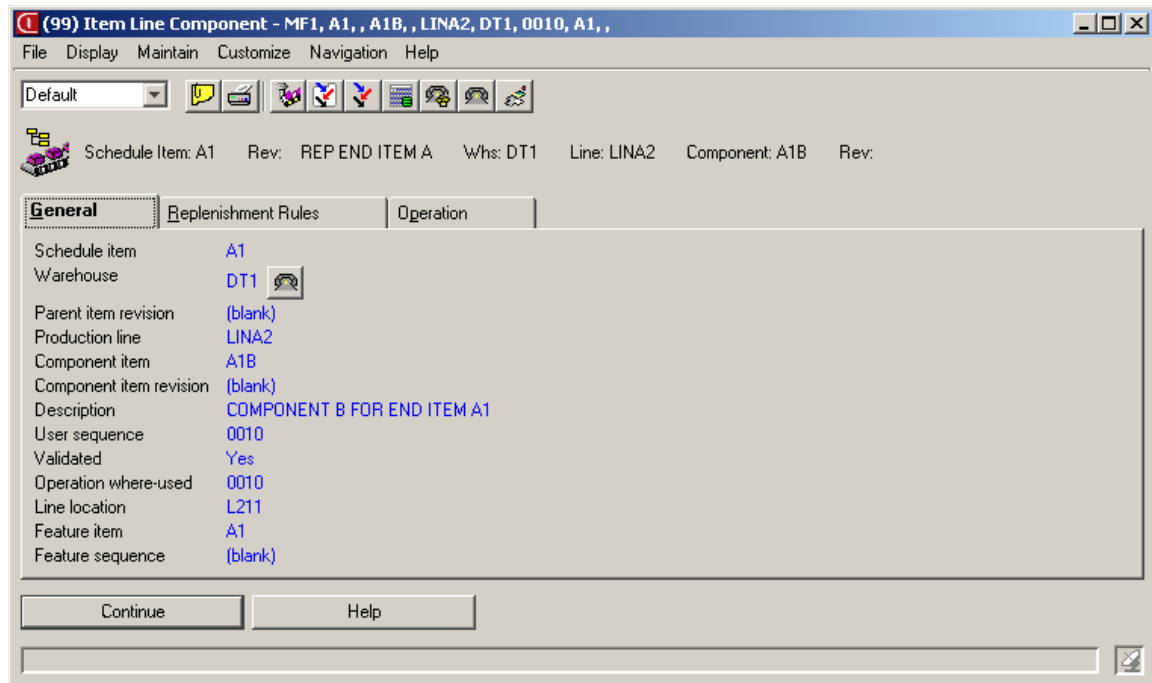 (99) Item Line Component - MF1, A1, , A1B, , LINA2, DT1, 0010, A1, ,
File Display Maintain Customize Navigation Help
Default
Schedule Item: A1 Rev: REP END ITEM A Whs: DT1 Line: LINA2 Component: A1B Rev:
General Replenishment Rules Operation
Schedule item A1
Warehouse DT1
Parent item revision (blank)
Production line LINA2
Component item A1B
Component item revision (blank)
Description COMPONENT B FOR END ITEM A1
User sequence 0010
Validated Yes
Operation where-used 0010
Line location L211
Feature item A1
Feature sequence (blank)
Continue Help